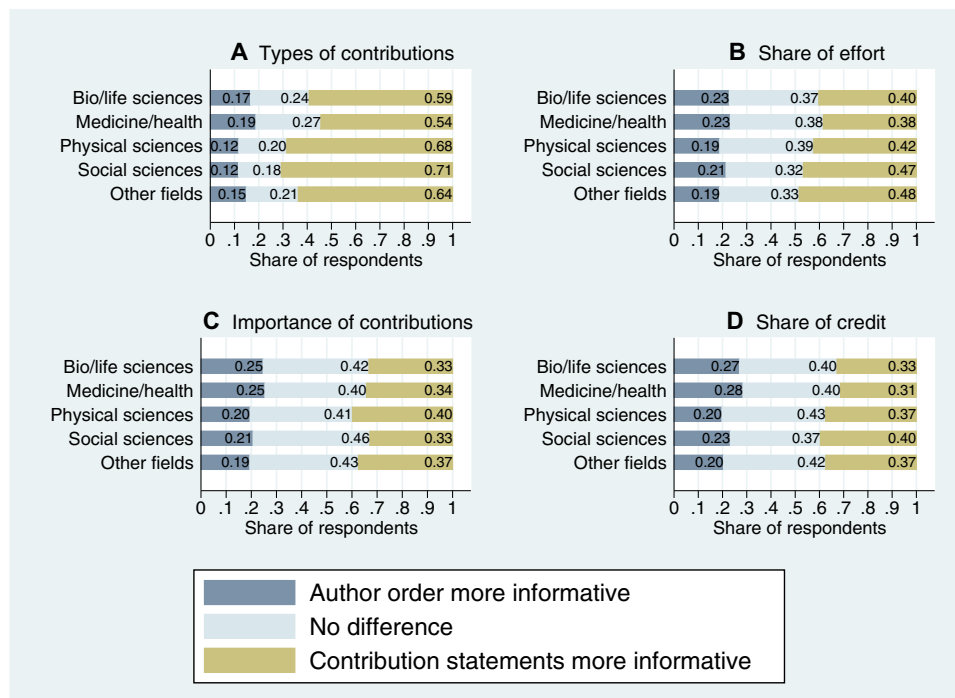 A Types of contributions
Bio/life sciences 0.17 0.24 0.59
Medicine/health 0.19 0.27 0.54
Physical sciences 0.12 0.20 0.68
Social sciences 0.12 0.18 0.71
Other fields 0.15 0.21 0.64
0 .1 .2 .3 .4 .5 .6 .7 .8 .9 1
Share of respondents
B Share of effort
Bio/life sciences 0.23 0.37 0.40
Medicine/health 0.23 0.38 0.38
Physical sciences 0.19 0.39 0.42
Social sciences 0.21 0.32 0.47
Other fields 0.19 0.33 0.48
0 .1 .2 .3 .4 .5 .6 .7 .8 .9 1
Share of respondents
C Importance of contributions
Bio/life sciences 0.25 0.42 0.33
Medicine/health 0.25 0.40 0.34
Physical sciences 0.20 0.41 0.40
Social sciences 0.21 0.46 0.33
Other fields 0.19 0.43 0.37
0 .1 .2 .3 .4 .5 .6 .7 .8 .9 1
Share of respondents
D Share of credit
Bio/life sciences 0.27 0.40 0.33
Medicine/health 0.28 0.40 0.31
Physical sciences 0.20 0.43 0.37
Social sciences 0.23 0.37 0.40
Other fields 0.20 0.42 0.37
0 .1 .2 .3 .4 .5 .6 .7 .8 .9 1
Share of respondents
Author order more informative
No difference
Contribution statements more informative